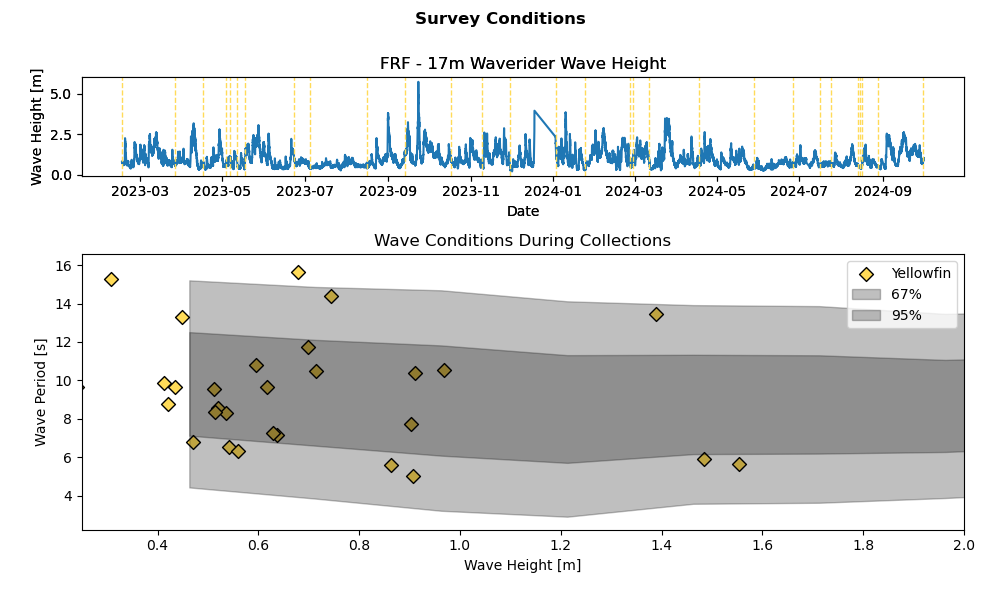 Survey Conditions
FRF - 17m Waverider Wave Height
Wave Height [m]
5.0
2.5
0.0
2023-03 2023-05 2023-07 2023-09 2023-11 2024-01 2024-03 2024-05 2024-07 2024-09
Date
Wave Conditions During Collections
Wave Period [s]
16
14
12
10
8
6
4
Yellowfin
67%
95%
0.4 0.6 0.8 1.0 1.2 1.4 1.6 1.8 2.0
Wave Height [m]